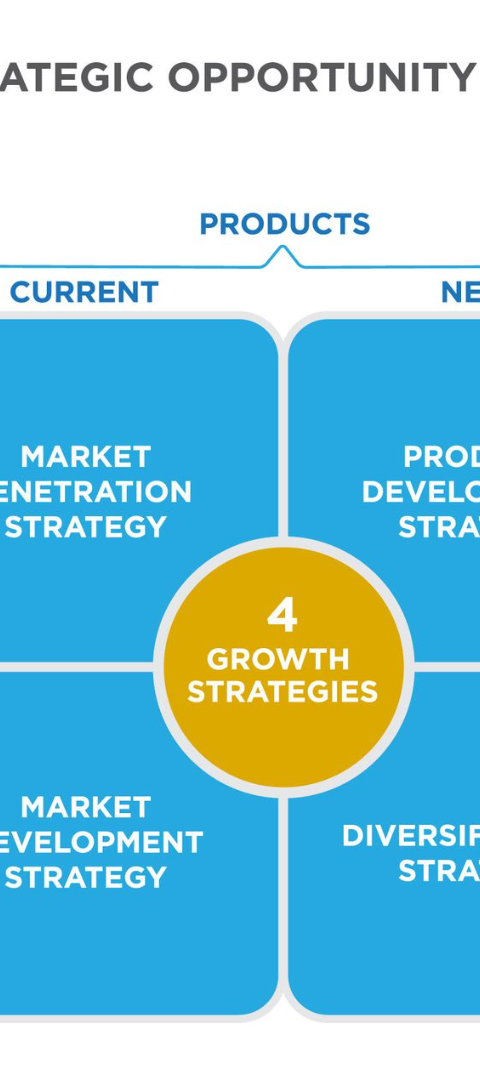 ATEGIC OPPORTUNITY
PRODUCTS
CURRENT
NE
MARKET
ENETRATION
STRATEGY
PROD
DEVELO
STRA
4
GROWTH
STRATEGIES
MARKET
EVELOPMENT
STRATEGY
DIVERSIF
STRA